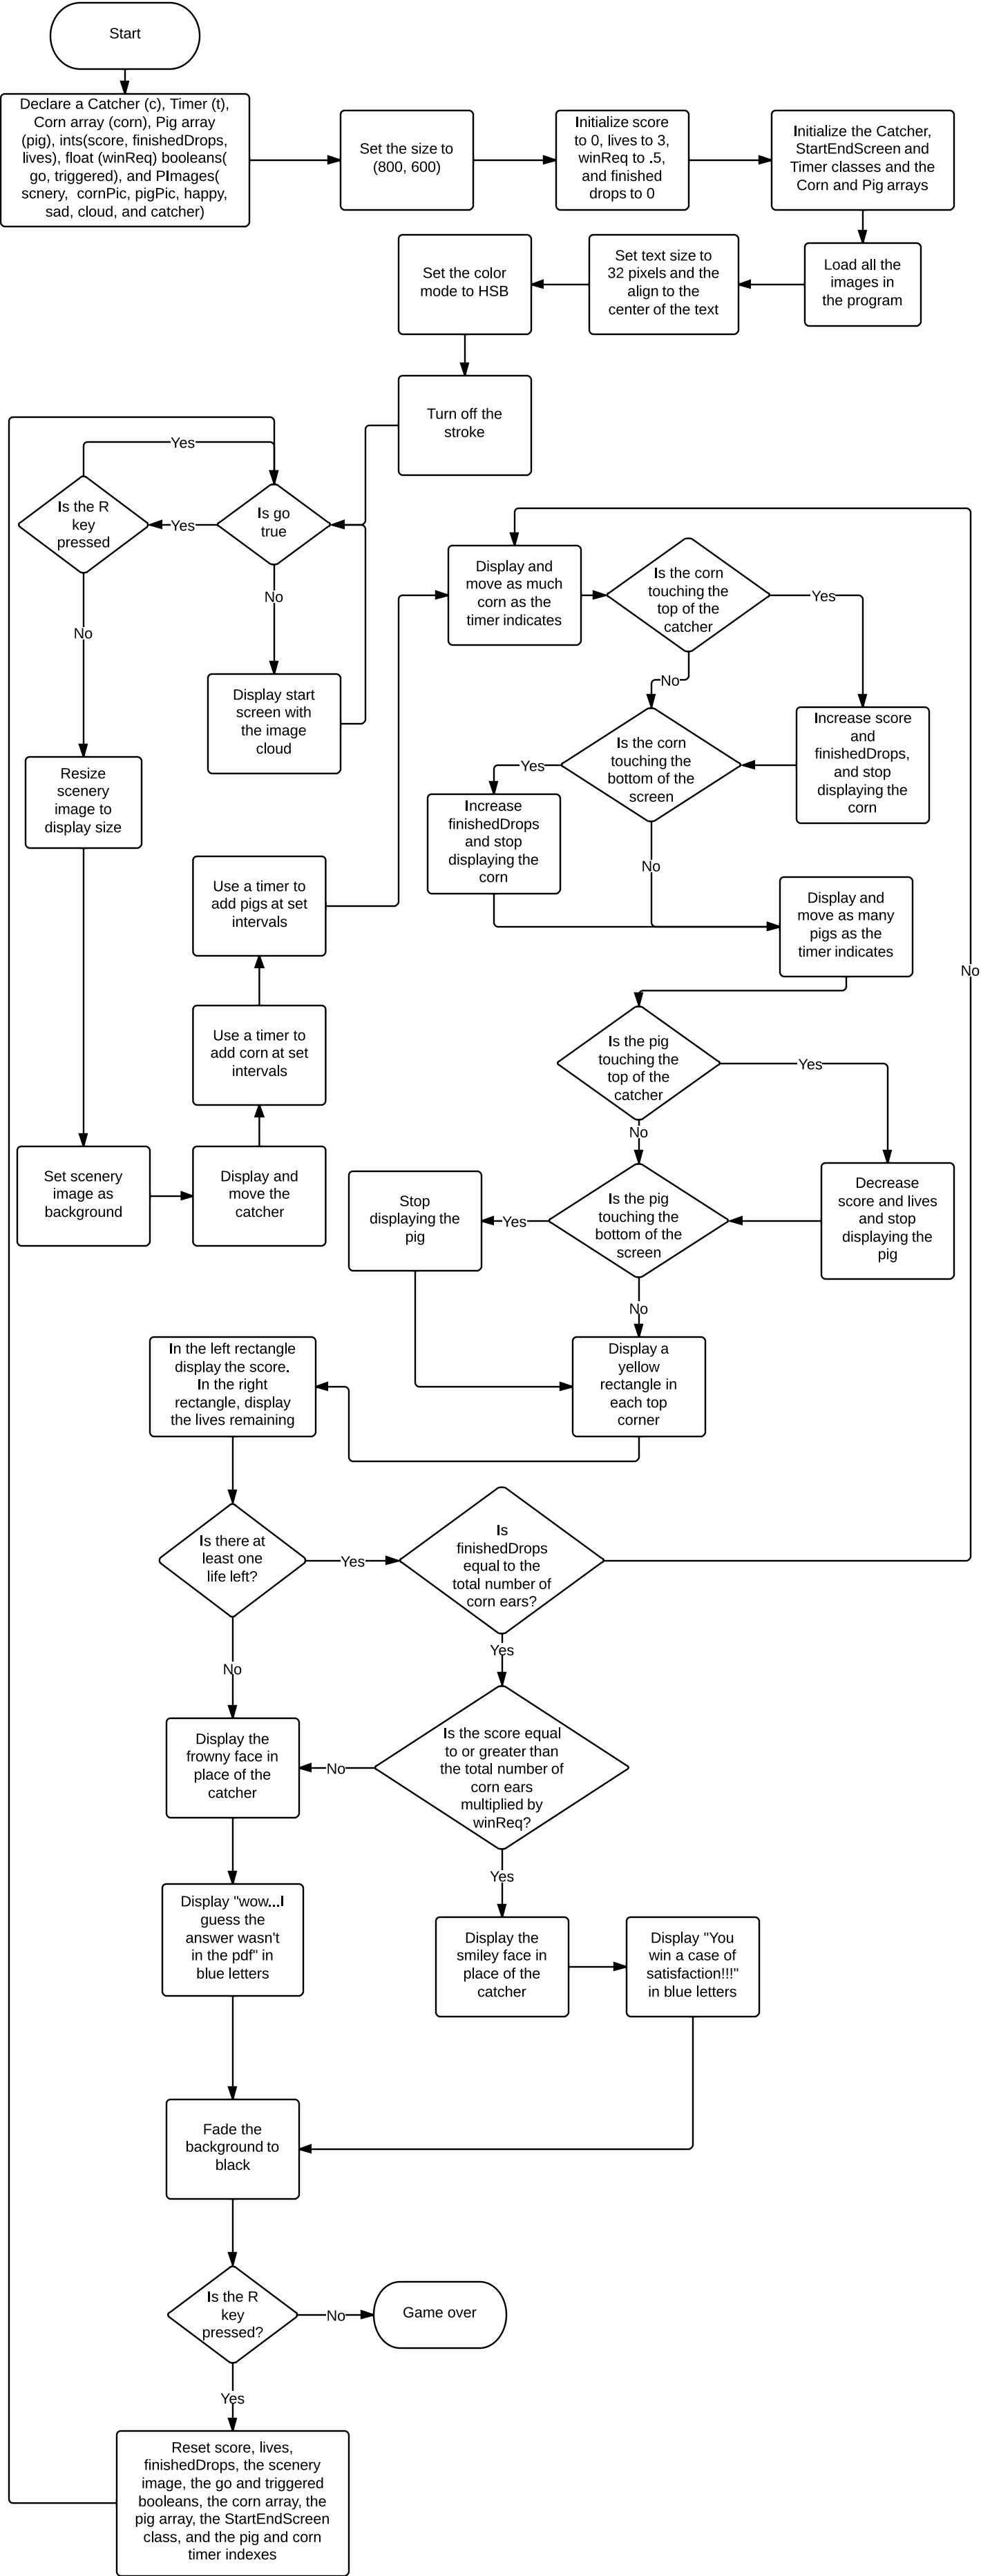 Start
Declare a Catcher (c), Timer (t),
Corn array (corn), Pig array
(pig), ints(score, finishedDrops,
lives), float (winReq) booleans(
go, triggered), and PImages(
scnery,  cornPic, pigPic, happy,
sad, cloud, and catcher)
Set the size to
(800, 600)
Initialize score
to 0, lives to 3,
winReq to .5,
and finished
drops to 0
Initialize the Catcher,
StartEndScreen and
Timer classes and the
Corn and Pig arrays
Load all the
images in
the program
Set text size to
32 pixels and the
align to the
center of the text
Set the color
mode to HSB
Turn off the
stroke
Is go
true
Yes
No
Is the R
key
pressed
Yes
No
Display start
screen with
the image
cloud
Resize
scenery
image to
display size
Set scenery
image as
background
Display and
move the
catcher
Use a timer to
add corn at set
intervals
Use a timer to
add pigs at set
intervals
Display and
move as much
corn as the
timer indicates
Is the corn
touching the
top of the
catcher
Yes
No
Increase score
and
finishedDrops,
and stop
displaying the
corn
Is the corn
touching the
bottom of the
screen
Yes
No
Increase
finishedDrops
and stop
displaying the
corn
Display and
move as many
pigs as the
timer indicates
Is the pig
touching the
top of the
catcher
Yes
No
Decrease
score and lives
and stop
displaying the
pig
Is the pig
touching the
bottom of the
screen
Yes
No
Stop
displaying the
pig
Display a
yellow
rectangle in
each top
corner
In the left rectangle
display the score.
In the right
rectangle, display
the lives remaining
Is there at
least one
life left?
Yes
No
Is
finishedDrops
equal to the
total number of
corn ears?
No
Yes
Is the score equal
to or greater than
the total number of
corn ears
multiplied by
winReq?
No
Yes
Display the
frowny face in
place of the
catcher
Display "wow...I
guess the
answer wasn't
in the pdf" in
blue letters
Display the
smiley face in
place of the
catcher
Display "You
win a case of
satisfaction!!!"
in blue letters
Fade the
background to
black
Is the R
key
pressed?
No
Game over
Yes
Reset score, lives,
finishedDrops, the scenery
image, the go and triggered
booleans, the corn array, the
pig array, the StartEndScreen
class, and the pig and corn
timer indexes